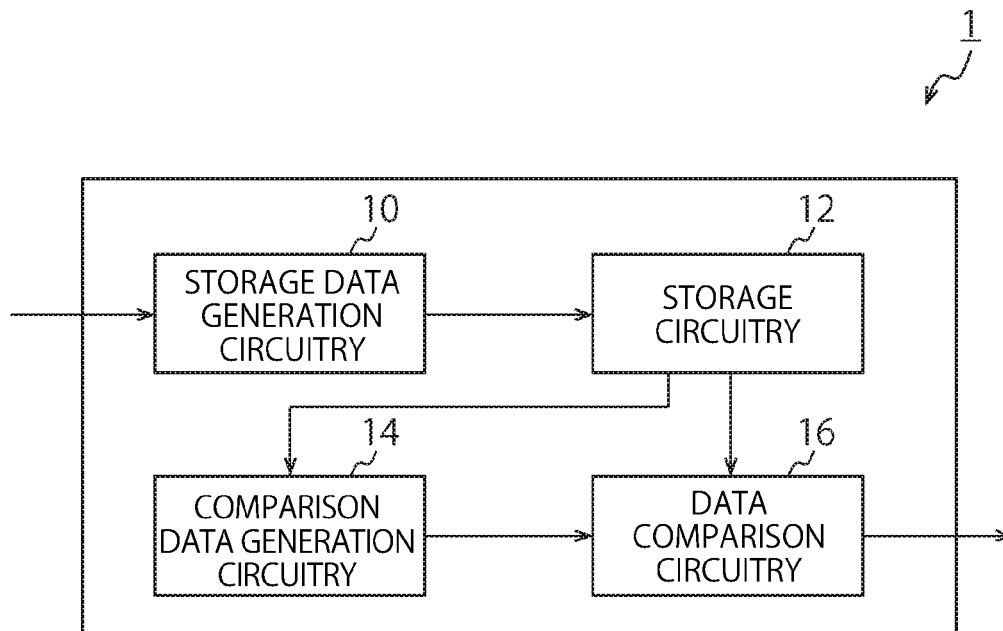 1
10
STORAGE DATA
GENERATION
CIRCUITRY
12
STORAGE
CIRCUITRY
14
COMPARISON
DATA GENERATION
CIRCUITRY
16
DATA
COMPARISON
CIRCUITRY